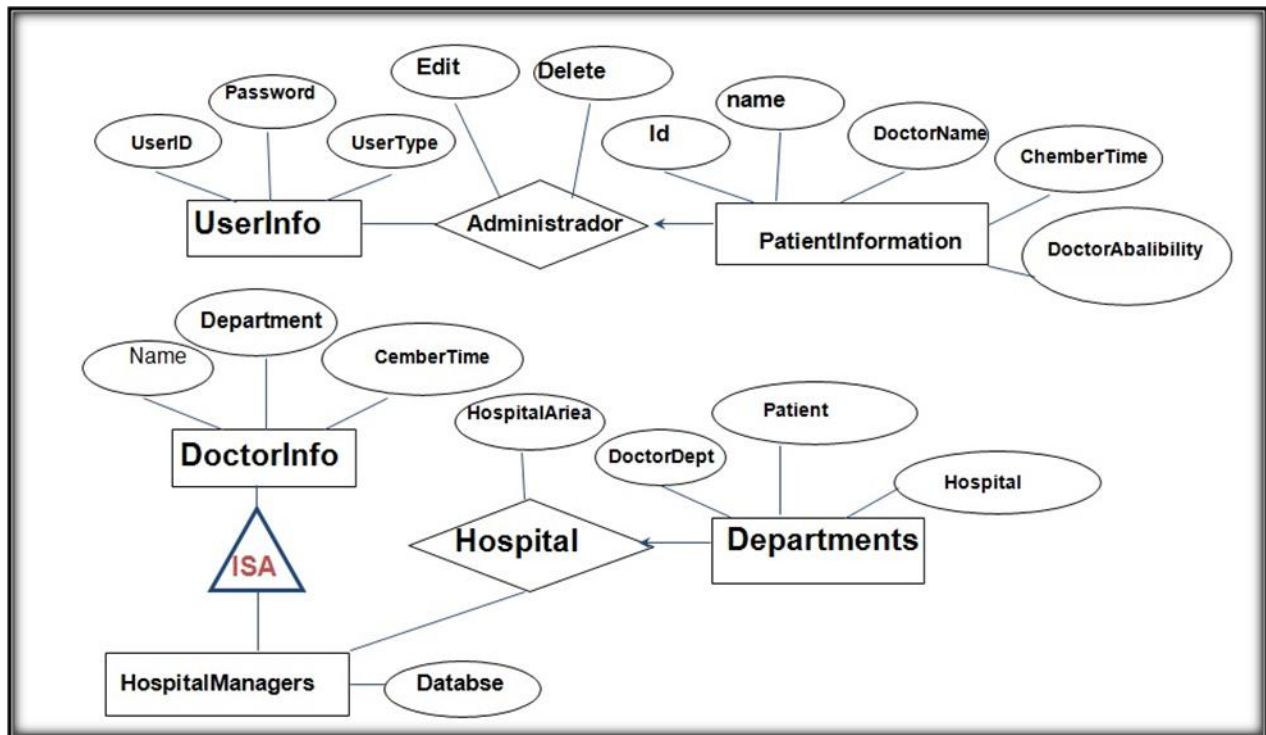 Edit
Delete
Password
name
UserID
UserType
Id
DoctorName
ChemberTime
UserInfo
Administrador
PatientInformation
DoctorAbalibility
Department
Name
CemberTime
HospitalAriea
Patient
DoctorInfo
DoctorDept
Hospital
Hospital
Departments
ISA
HospitalManagers
Databse